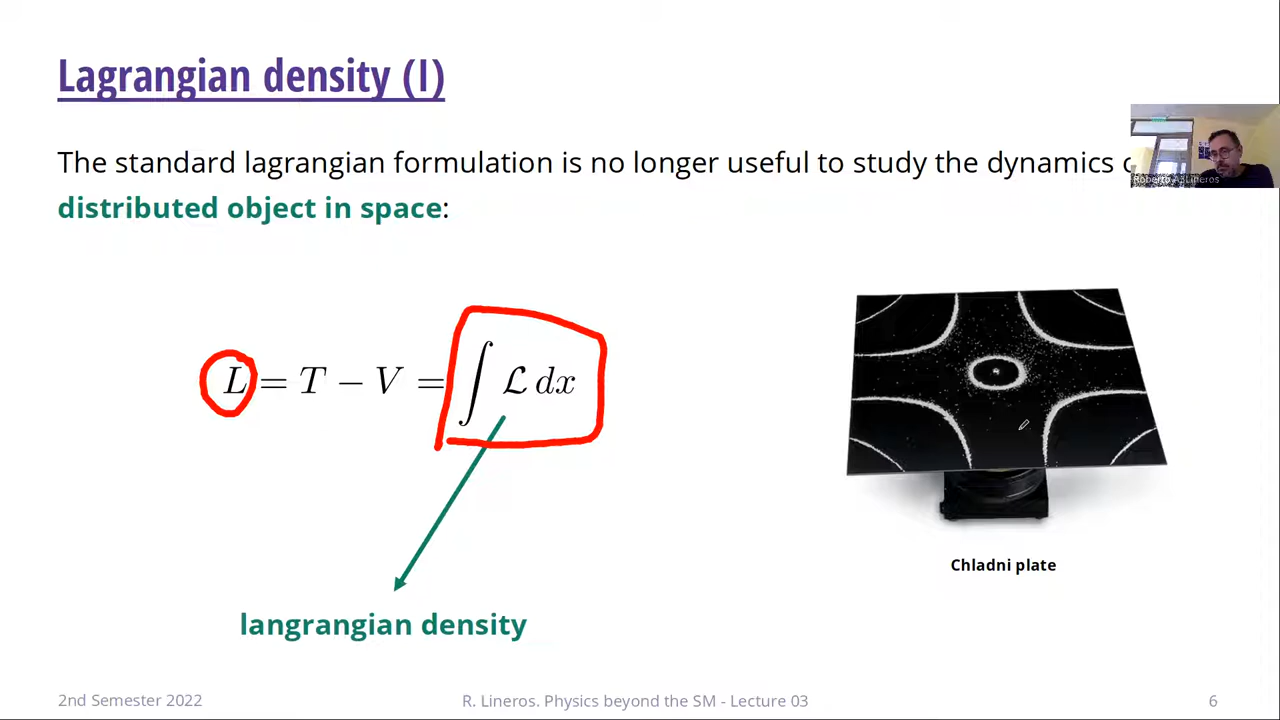 Lagrangian density (I)
The standard lagrangian formulation is no longer useful to study the dynamics
distributed object in space:
L = T − V = ∫ ℒ dx
langrangian density
Chladni plate
2nd Semester 2022
R. Lineros. Physics beyond the SM - Lecture 03
6